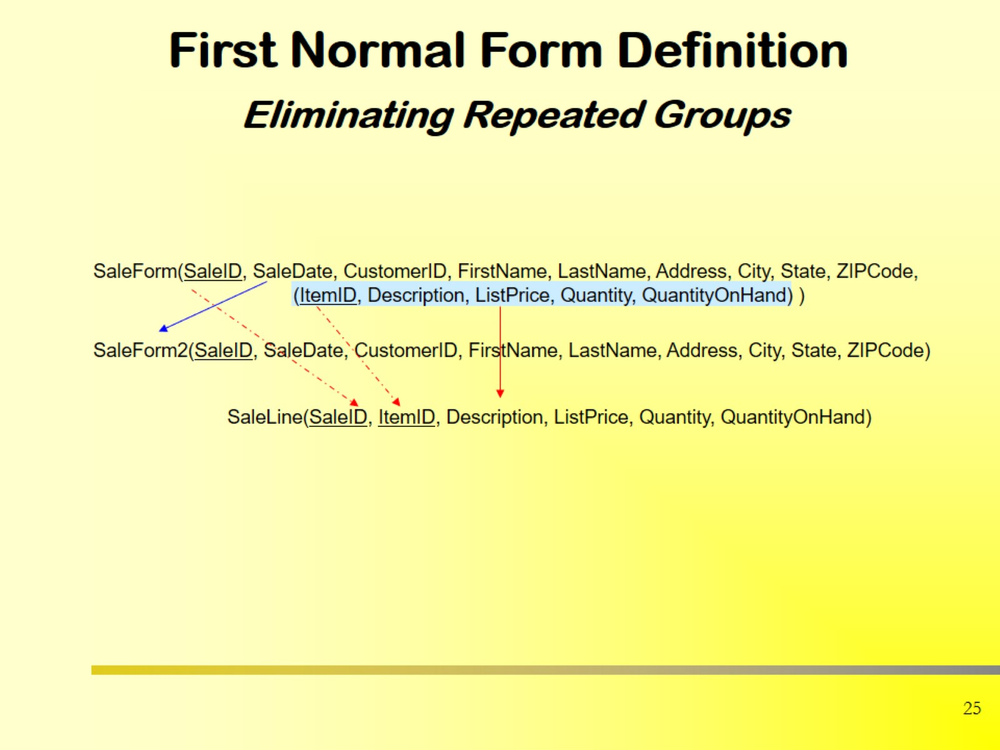 First Normal Form Definition
Eliminating Repeated Groups
SaleForm(SaleID, SaleDate, CustomerID, FirstName, LastName, Address, City, State, ZIPCode,
(ItemID, Description, ListPrice, Quantity, QuantityOnHand) )
SaleForm2(SaleID, SaleDate, CustomerID, FirstName, LastName, Address, City, State, ZIPCode)
SaleLine(SaleID, ItemID, Description, ListPrice, Quantity, QuantityOnHand)
25